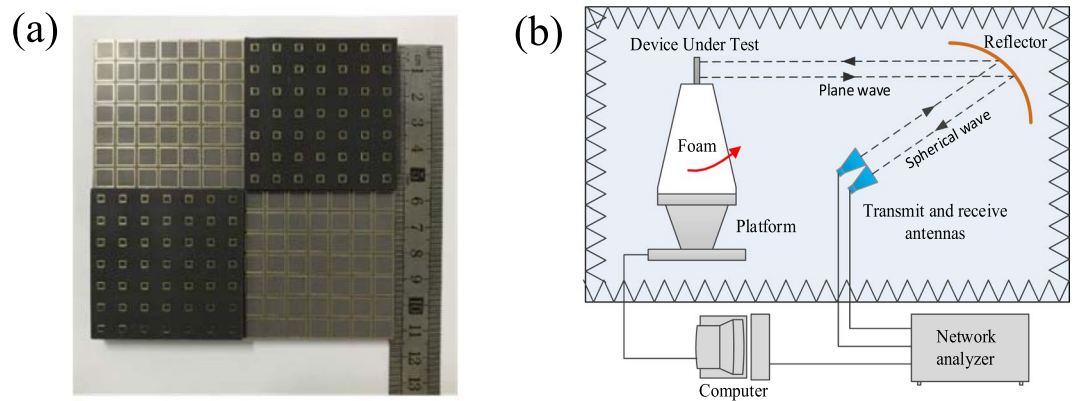 (a)
5
1
2
3
4
6
7
8
9
10
11
12
13
(b)
Device Under Test
Reflector
Plane wave
Foam
Spherical wave
Transmit and receive
antennas
Platform
Network
analyzer
Computer